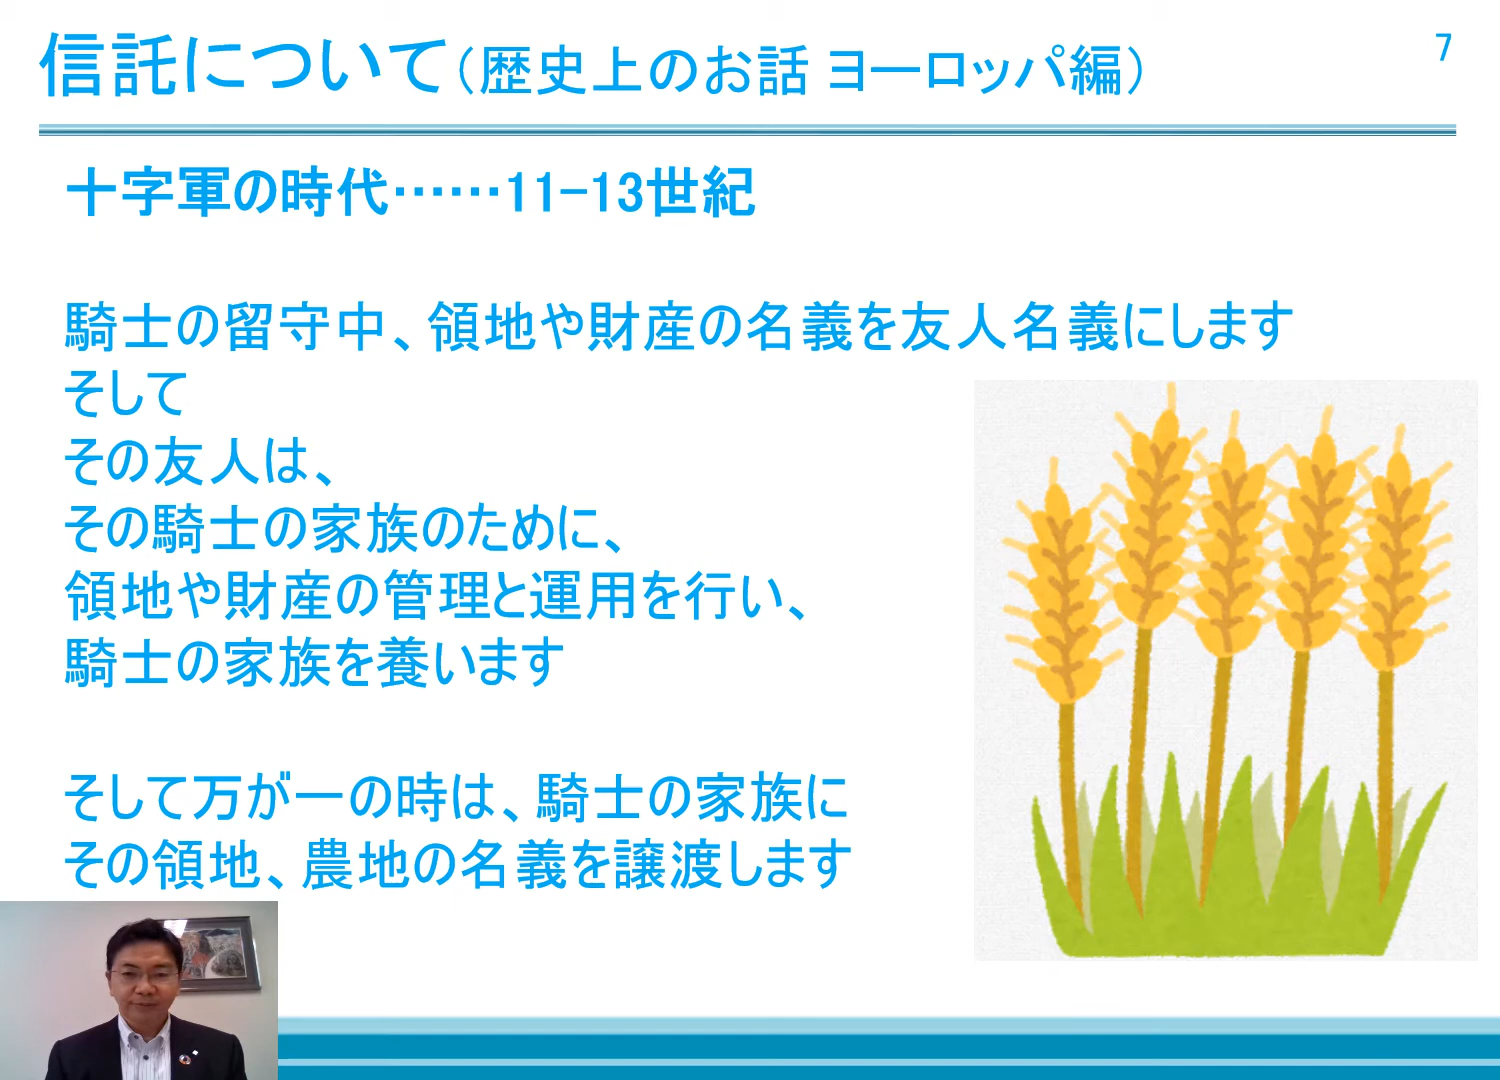 信託について（歴史上のお話 ヨーロッパ編）
7
十字軍の時代……11-13世紀
騎士の留守中、領地や財産の名義を友人名義にします
そして
その友人は、
その騎士の家族のために、
領地や財産の管理と運用を行い、
騎士の家族を養います
そして万が一の時は、騎士の家族に
その領地、農地の名義を譲渡します